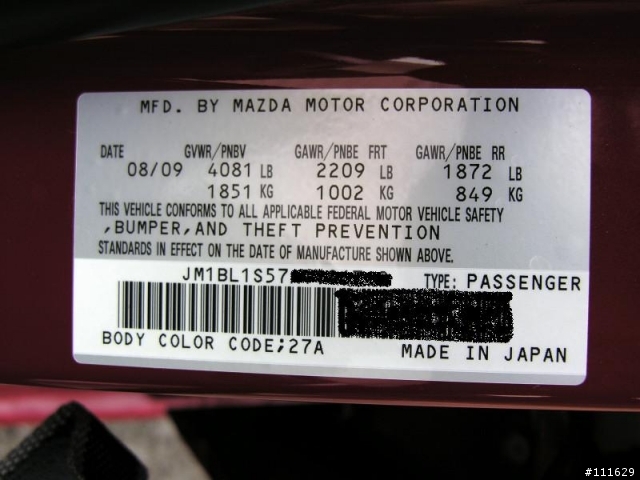 MFD. BY MAZDA MOTOR CORPORATION
DATE GVWR/PNBV GAWR/PNBE FRT GAWR/PNBE RR
08/09 4081 LB 2209 LB 1872 LB
1851 KG 1002 KG 849 KG
THIS VEHICLE CONFORMS TO ALL APPLICABLE FEDERAL MOTOR VEHICLE SAFETY
,BUMPER,AND THEFT PREVENTION
STANDARDS IN EFFECT ON THE DATE OF MANUFACTURE SHOWN ABOVE.
JM1BL1S57 TYPE: PASSENGER
BODY COLOR CODE;27A MADE IN JAPAN
#111629